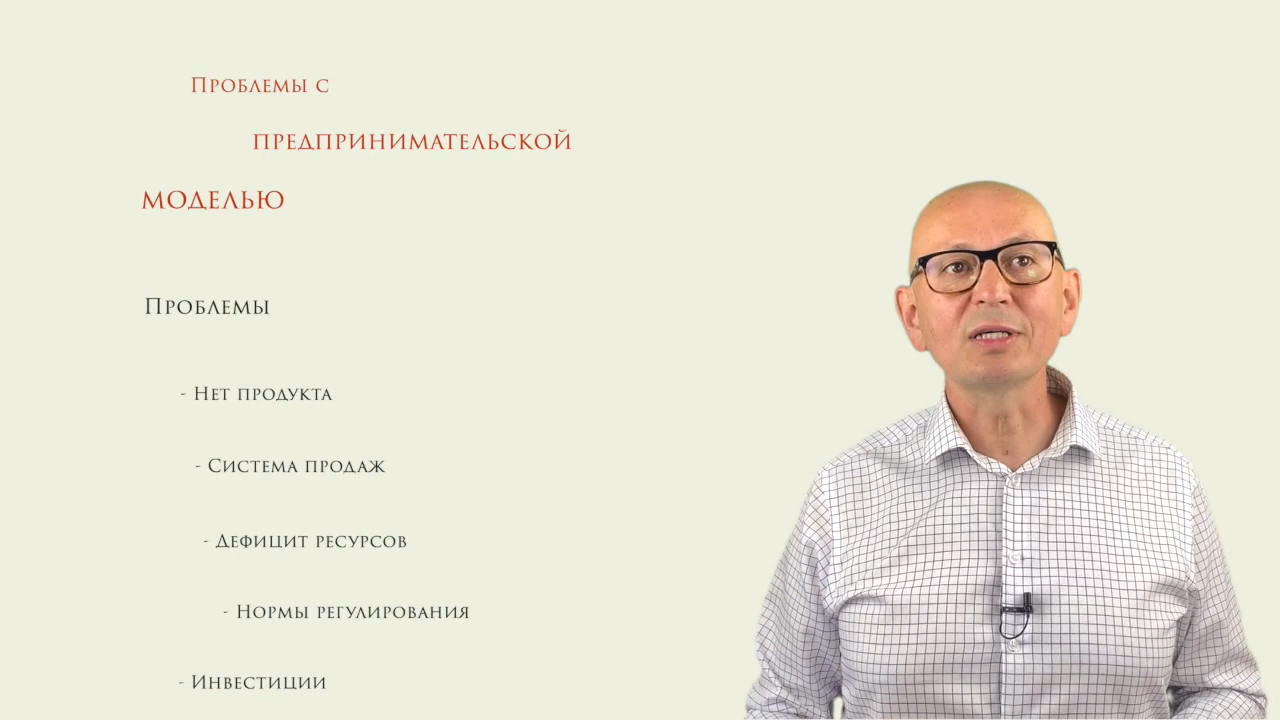 Проблемы с
предпринимательской
моделью
Проблемы
- Нет продукта
- Система продаж
- Дефицит ресурсов
- Нормы регулирования
- Инвестиции